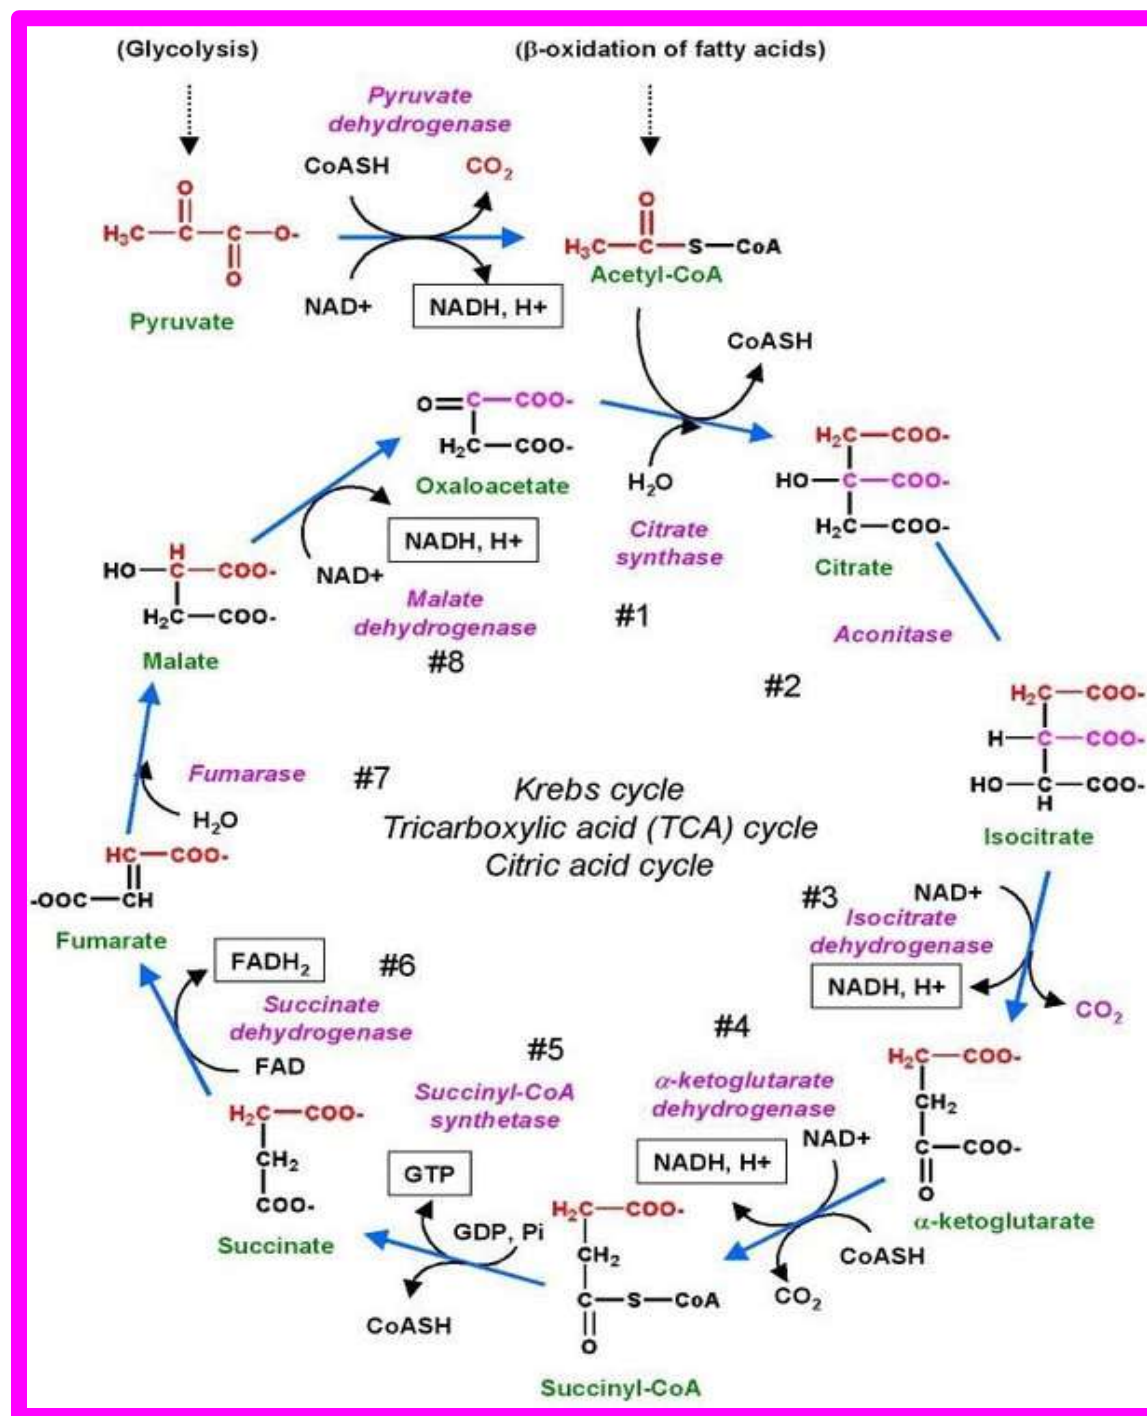 (Glycolysis)
(β-oxidation of fatty acids)
Pyruvate
dehydrogenase
CoASH
CO₂
O
H₃C—C—C—O-
O
Pyruvate
NAD+
NADH, H+
O
H₃C—C—S—CoA
Acetyl-CoA
CoASH
O=C—COO-
H₂C—COO-
Oxaloacetate
H₂O
Citrate
synthase
#1
H₂C—COO-
HO—C—COO-
H₂C—COO-
Citrate
Aconitase
#2
H₂C—COO-
H—C—COO-
HO—C—COO-
H
Isocitrate
#3
NAD+
Isocitrate
dehydrogenase
NADH, H+
CO₂
H₂C—COO-
CH₂
C—COO-
O
α-ketoglutarate
#4
α-ketoglutarate
dehydrogenase
NAD+
NADH, H+
CoASH
CO₂
H₂C—COO-
CH₂
C—S—CoA
O
Succinyl-CoA
#5
Succinyl-CoA
synthetase
GTP
GDP, Pi
CoASH
H₂C—COO-
CH₂
COO-
Succinate
#6
FADH₂
Succinate
dehydrogenase
FAD
HC—COO-
-OOC—CH
Fumarate
#7
Fumarase
H₂O
H
HO—C—COO-
H₂C—COO-
Malate
NAD+
NADH, H+
Malate
dehydrogenase
#8
Krebs cycle
Tricarboxylic acid (TCA) cycle
Citric acid cycle